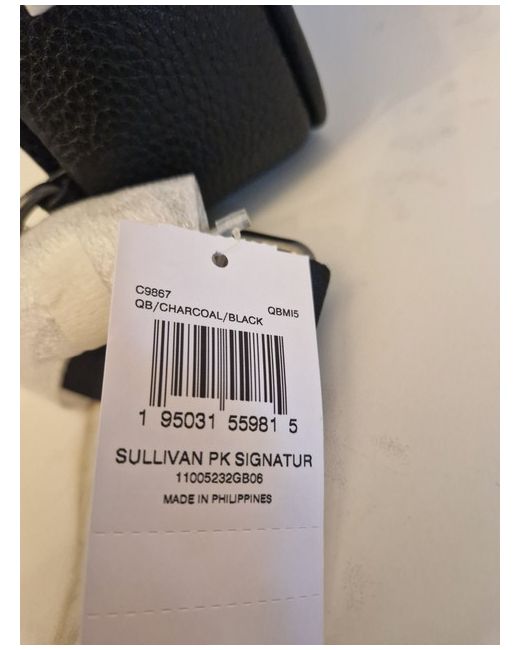 C9867
QB/CHARCOAL/BLACK QBMI5
1 95031 55981 5
SULLIVAN PK SIGNATUR
11005232GB06
MADE IN PHILIPPINES